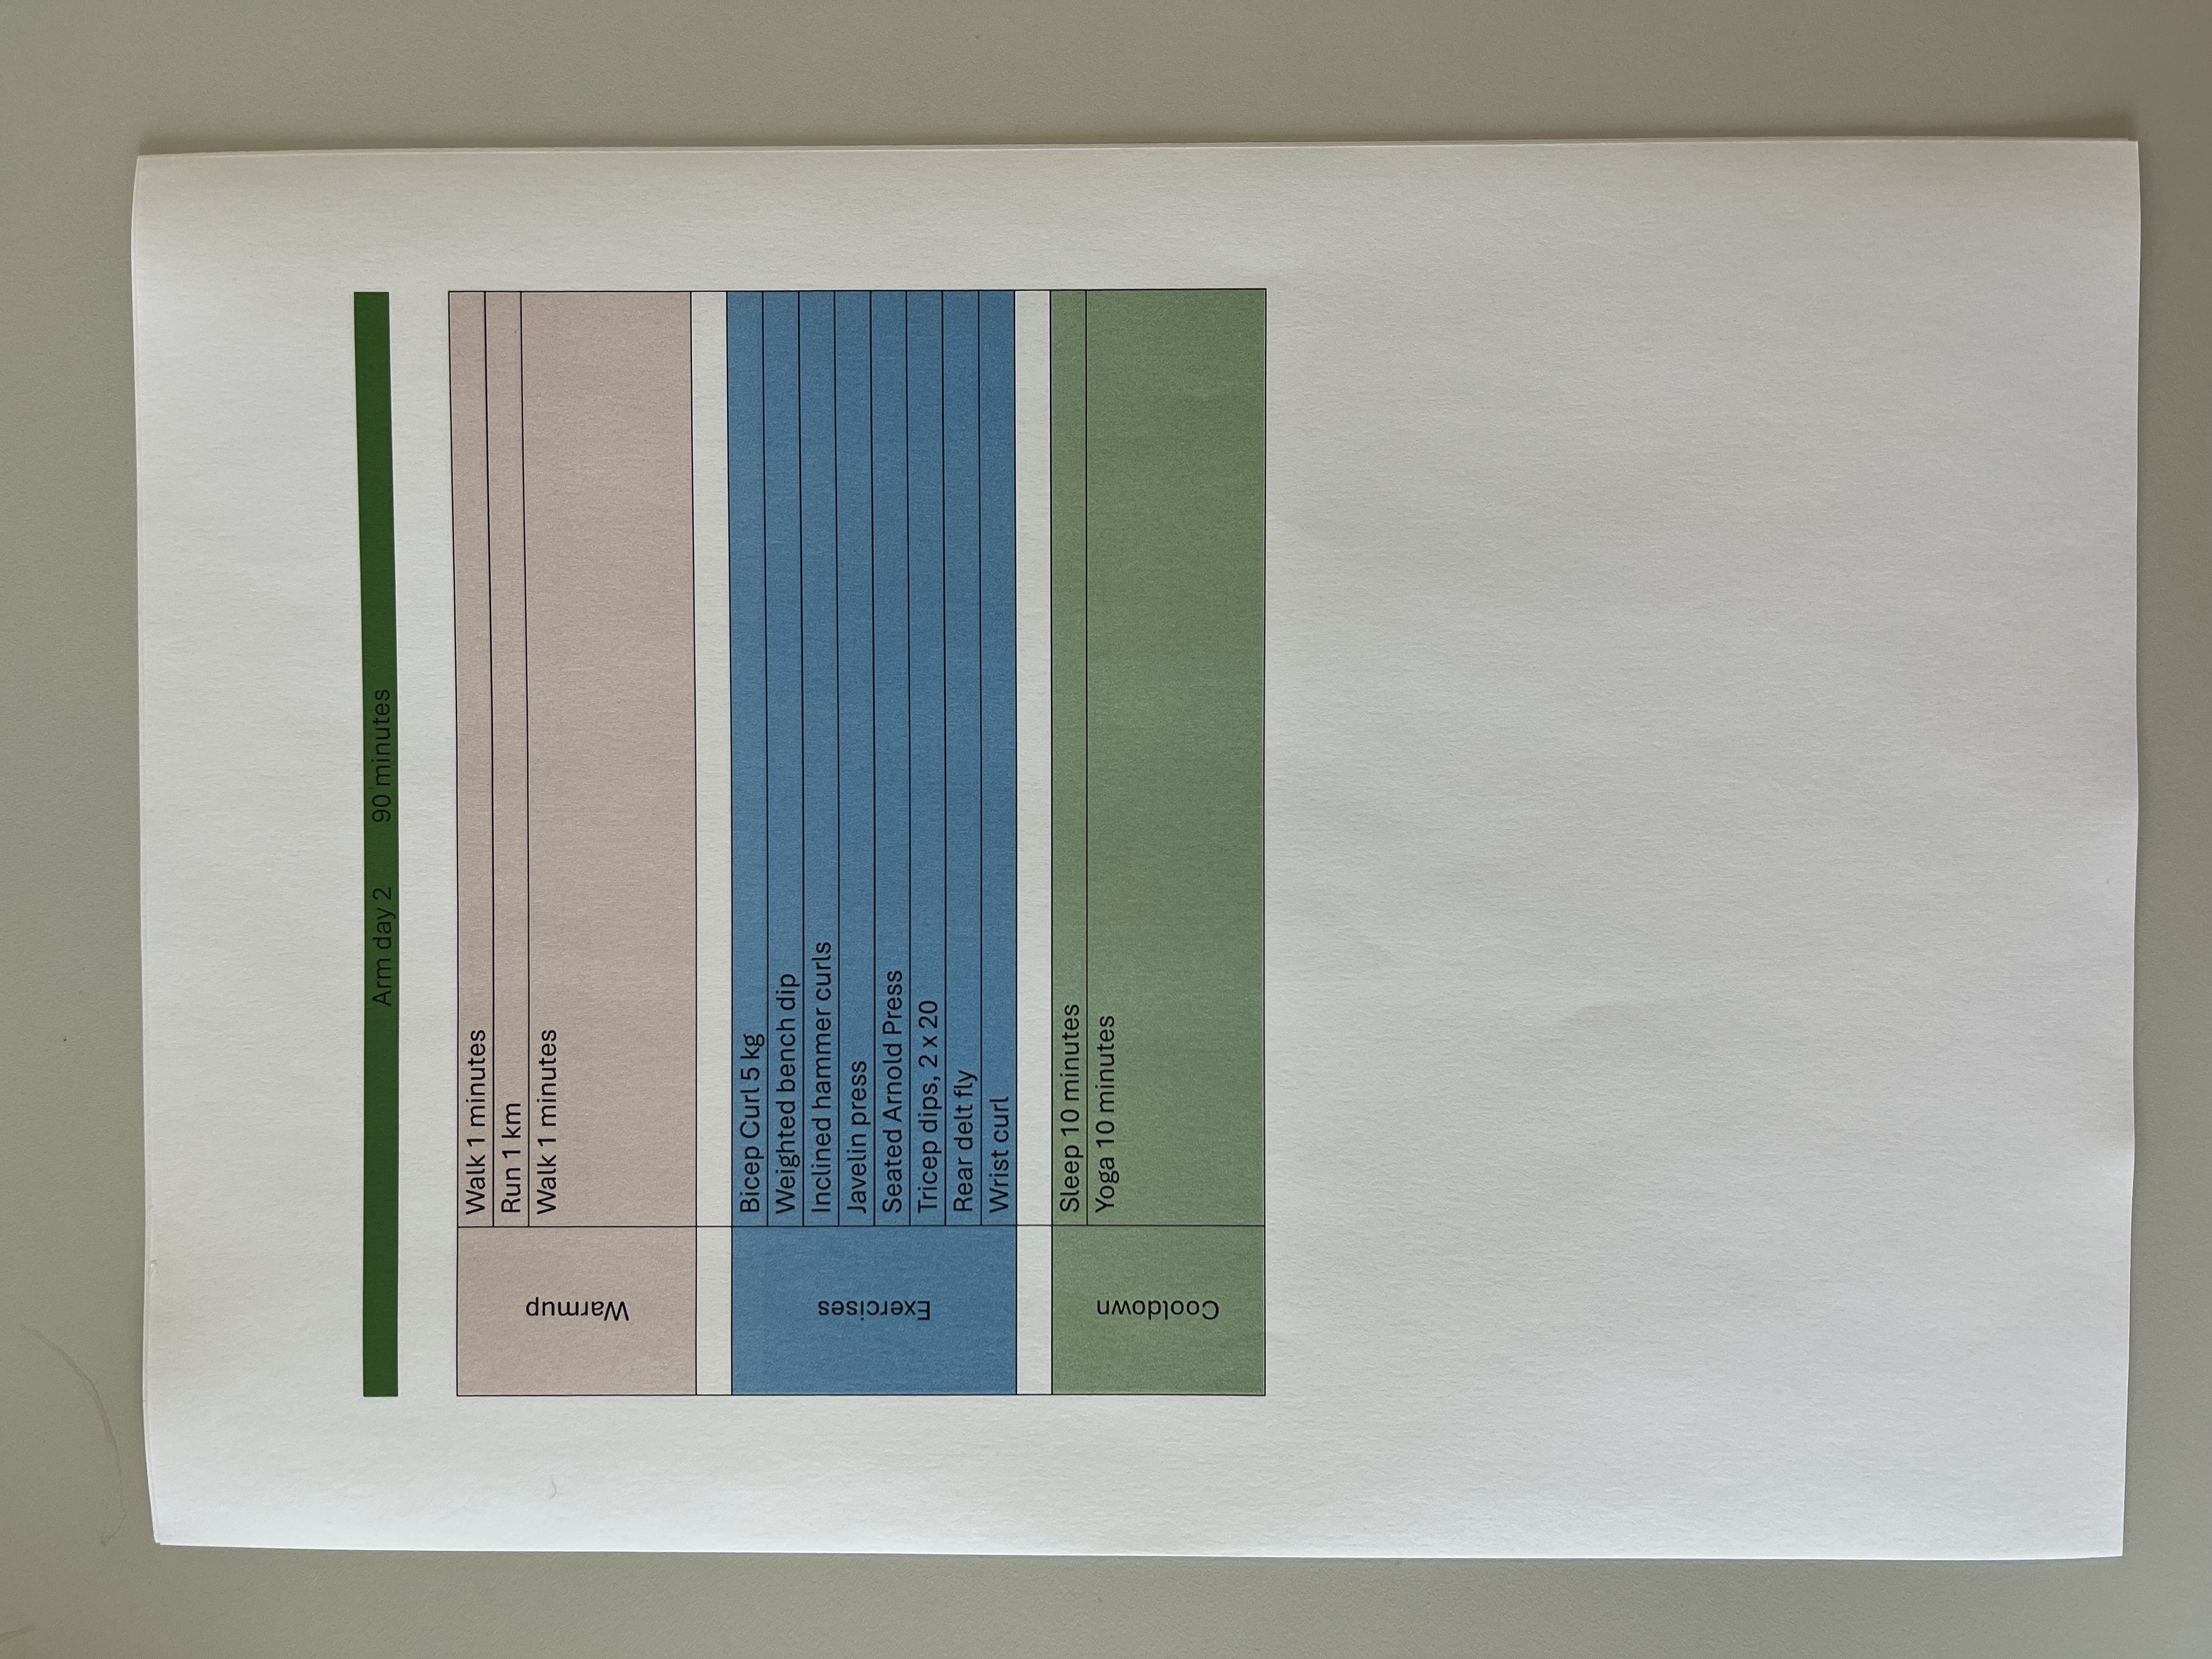 Arm day 2 90 minutes
Warmup
Walk 1 minutes
Run 1 km
Walk 1 minutes
Exercises
Bicep Curl 5 kg
Weighted bench dip
Inclined hammer curls
Javelin press
Seated Arnold Press
Tricep dips, 2 x 20
Rear delt fly
Wrist curl
Cooldown
Sleep 10 minutes
Yoga 10 minutes